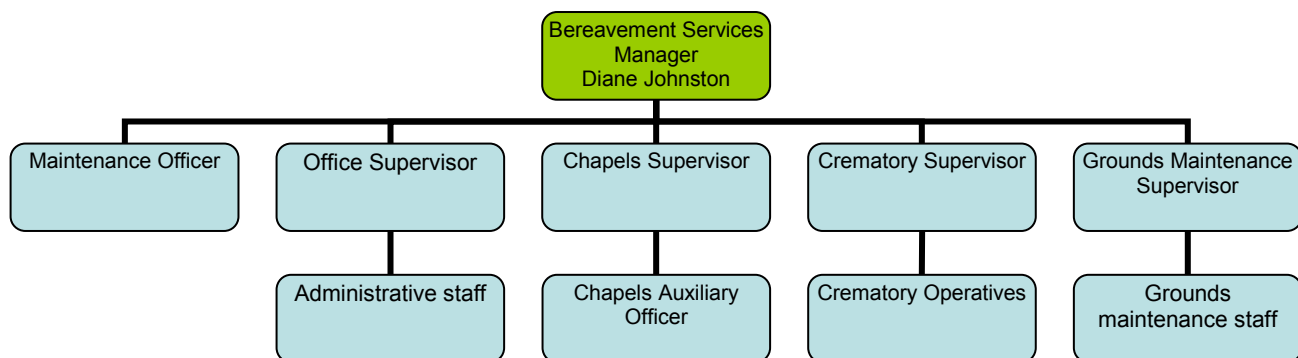 Bereavement Services
Manager
Diane Johnston
Maintenance Officer
Office Supervisor
Chapels Supervisor
Crematory Supervisor
Grounds Maintenance
Supervisor
Administrative staff
Chapels Auxiliary
Officer
Crematory Operatives
Grounds
maintenance staff